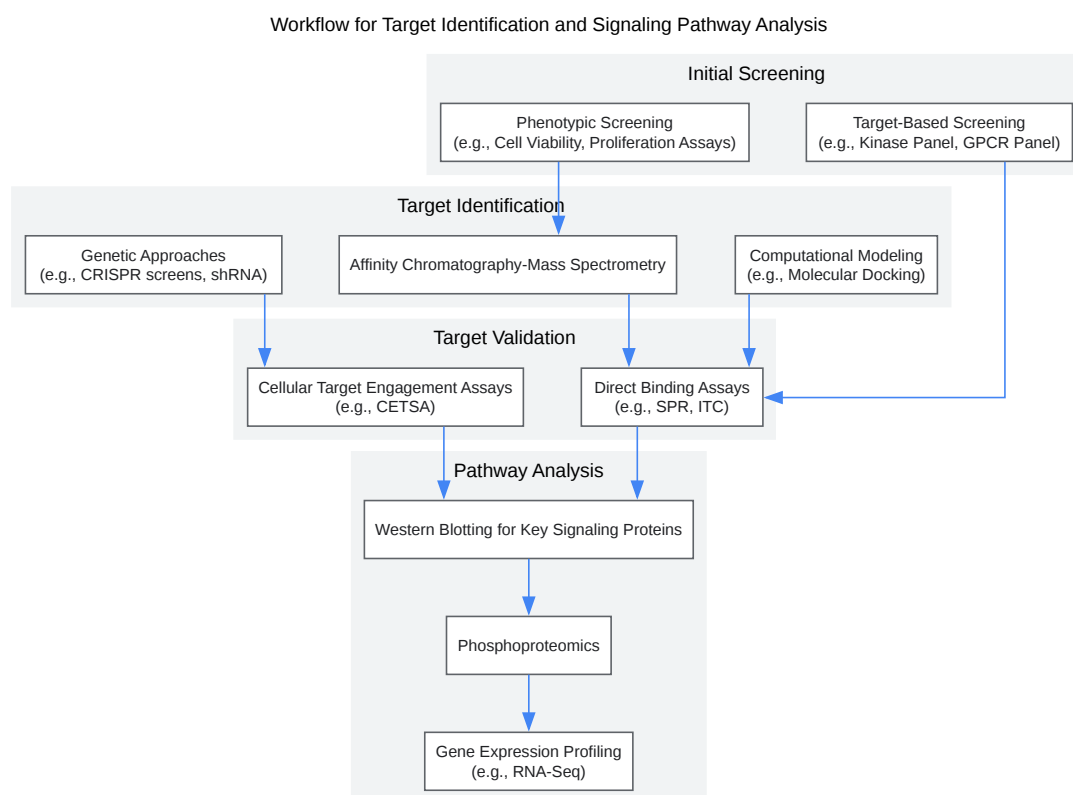 Workflow for Target Identification and Signaling Pathway Analysis
Initial Screening
Phenotypic Screening
(e.g., Cell Viability, Proliferation Assays)
Target-Based Screening
(e.g., Kinase Panel, GPCR Panel)
Target Identification
Genetic Approaches
(e.g., CRISPR screens, shRNA)
Affinity Chromatography-Mass Spectrometry
Computational Modeling
(e.g., Molecular Docking)
Target Validation
Cellular Target Engagement Assays
(e.g., CETSA)
Direct Binding Assays
(e.g., SPR, ITC)
Pathway Analysis
Western Blotting for Key Signaling Proteins
Phosphoproteomics
Gene Expression Profiling
(e.g., RNA-Seq)